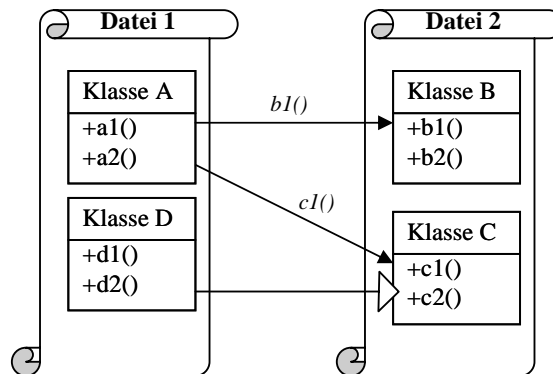 Datei 1
Klasse A
+a1()
+a2()
Klasse D
+d1()
+d2()
b1()
c1()
Datei 2
Klasse B
+b1()
+b2()
Klasse C
+c1()
+c2()